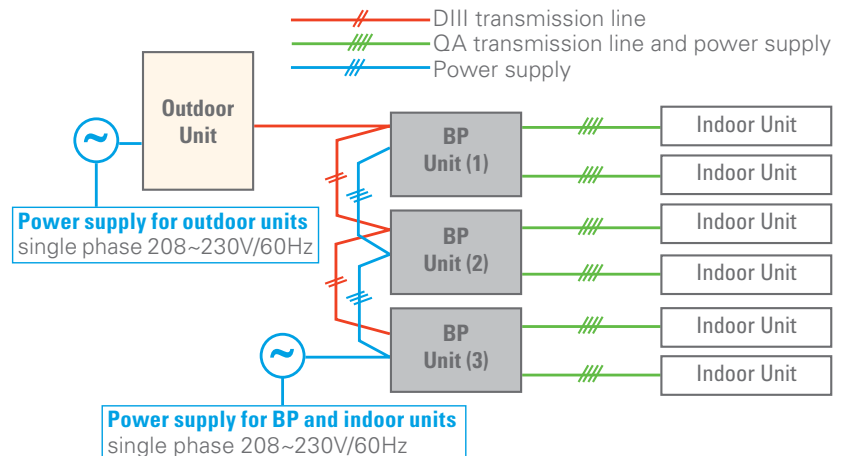 DIII transmission line
QA transmission line and power supply
Power supply
Outdoor
Unit
~
Power supply for outdoor units
single phase 208~230V/60Hz
BP
Unit (1)
Indoor Unit
Indoor Unit
BP
Unit (2)
Indoor Unit
Indoor Unit
BP
Unit (3)
Indoor Unit
Indoor Unit
~
Power supply for BP and indoor units
single phase 208~230V/60Hz